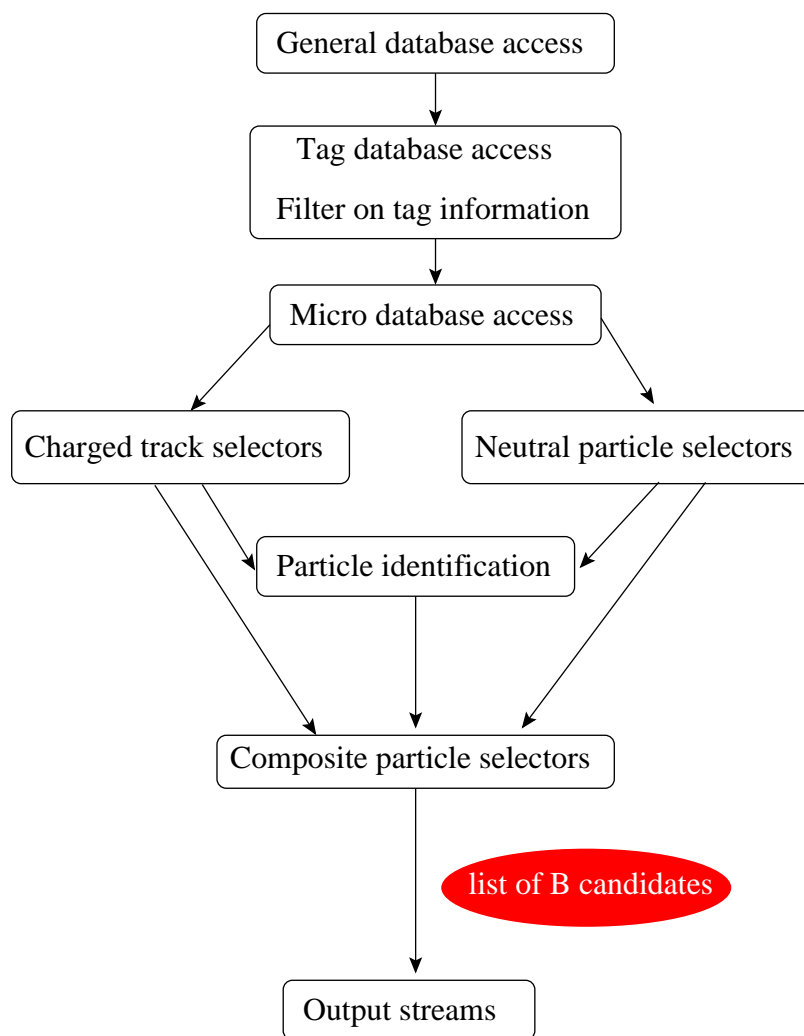 General database access
Tag database access
Filter on tag information
Micro database access
Charged track selectors
Neutral particle selectors
Particle identification
Composite particle selectors
list of B candidates
Output streams